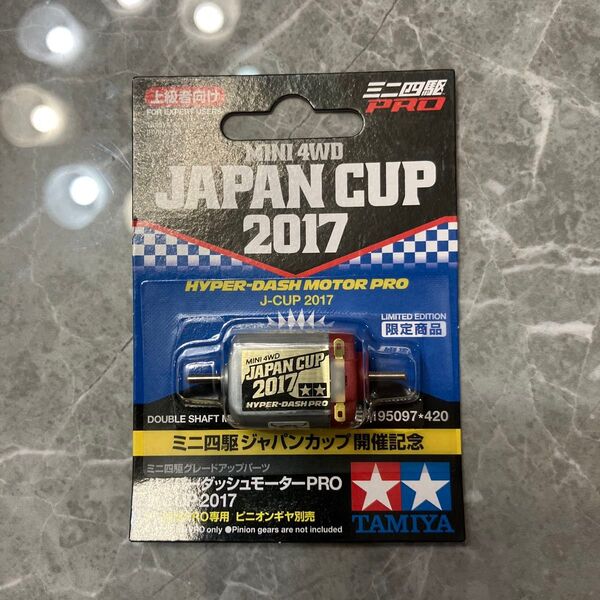 上級者向け
FOR EXPERT USERS
ミニ四駆
PRO
MINI 4WD
JAPAN CUP
2017
HYPER-DASH MOTOR PRO
J-CUP 2017
LIMITED EDITION
限定商品
MINI 4WD
JAPAN CUP
2017
HYPER-DASH PRO
DOUBLE SHAFT M
95097*420
ミニ四駆ジャパンカップ開催記念
ミニ四駆グレードアップパーツ
ダッシュモーターPRO
2017
RO専用 ピニオンギヤ別売
PRO only ●Pinion gears are not included
TAMIYA